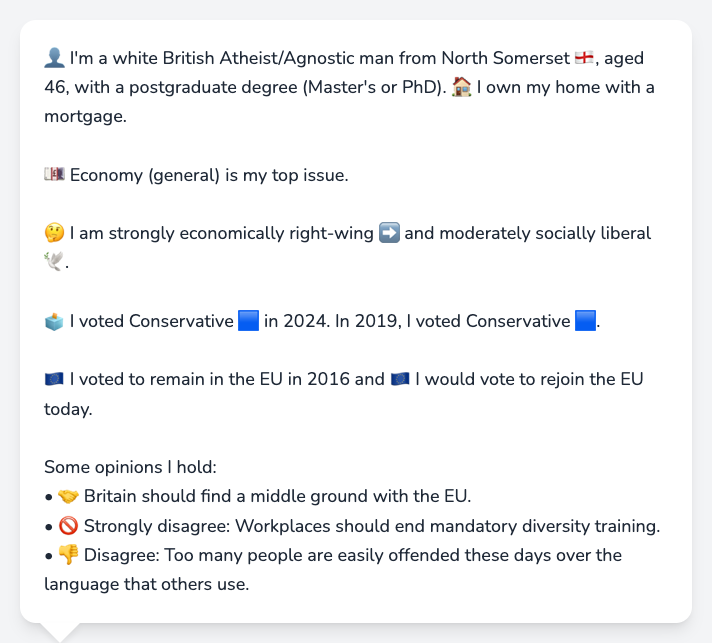 👤 I'm a white British Atheist/Agnostic man from North Somerset 🏴󠁧󠁢󠁥󠁮󠁧󠁿, aged
46, with a postgraduate degree (Master's or PhD). 🏠 I own my home with a
mortgage.
💷 Economy (general) is my top issue.
🤔 I am strongly economically right-wing ➡️ and moderately socially liberal
🕊️.
🗳️ I voted Conservative 🟦 in 2024. In 2019, I voted Conservative 🟦.
🇪🇺 I voted to remain in the EU in 2016 and 🇪🇺 I would vote to rejoin the EU
today.
Some opinions I hold:
• 🤝 Britain should find a middle ground with the EU.
• 🚫 Strongly disagree: Workplaces should end mandatory diversity training.
• 👎 Disagree: Too many people are easily offended these days over the
language that others use.